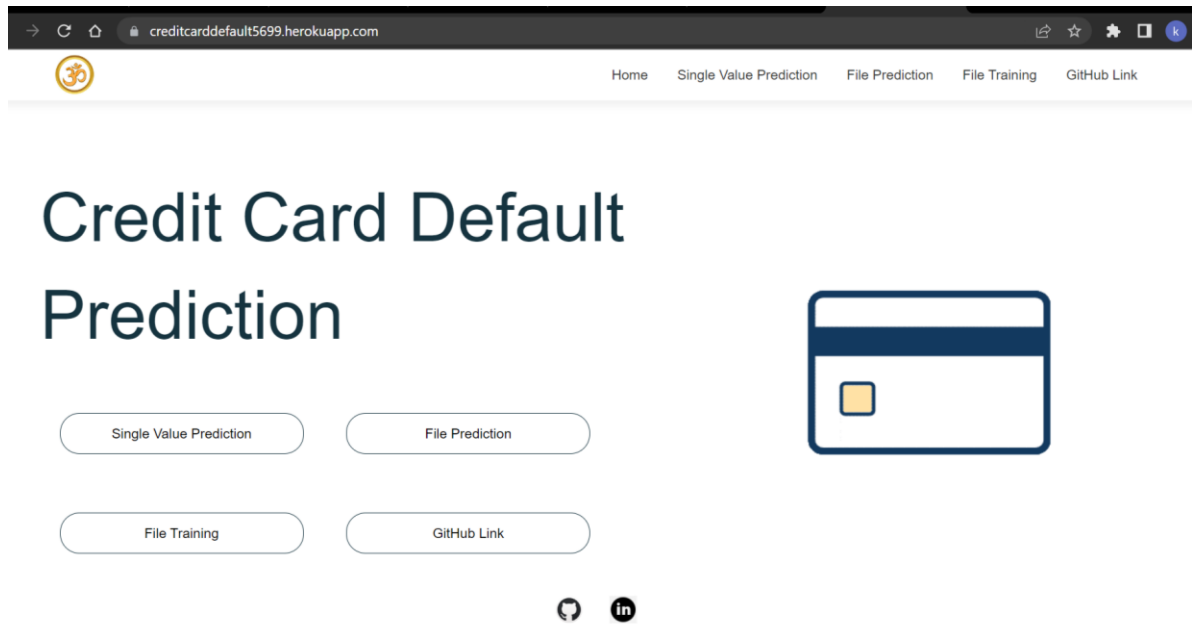 creditcarddefault5699.herokuapp.com
k
ॐ
Home Single Value Prediction File Prediction File Training GitHub Link
Credit Card Default
Prediction
Single Value Prediction File Prediction
File Training GitHub Link
in